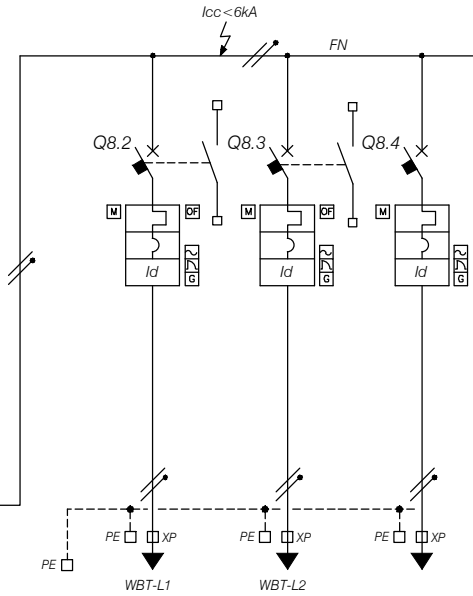 Icc<6kA
FN
Q8.2
Q8.3
Q8.4
M
OF
M
OF
M
Id
G
Id
G
Id
G
PE
PE
XP
PE
XP
PE
XP
WBT-L1
WBT-L2